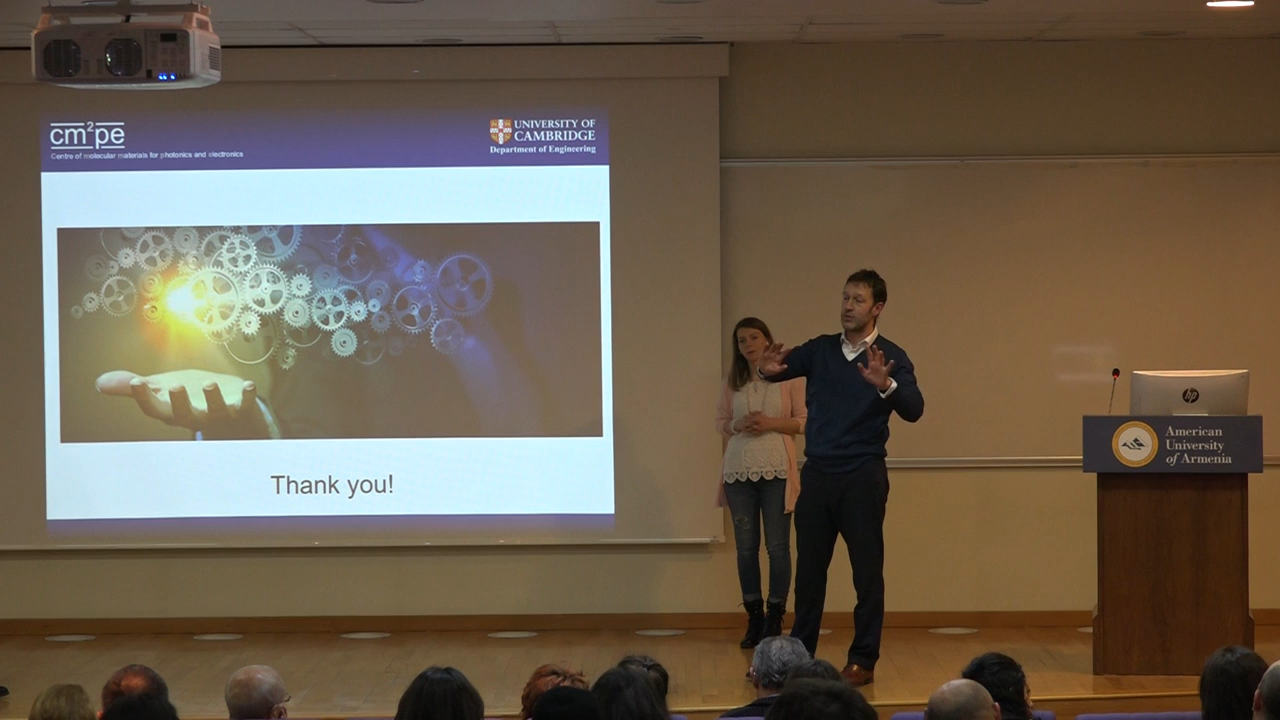 cm²pe
Centre of molecular materials for photonics and electronics
UNIVERSITY OF
CAMBRIDGE
Department of Engineering
Thank you!
hp
American
University
of Armenia